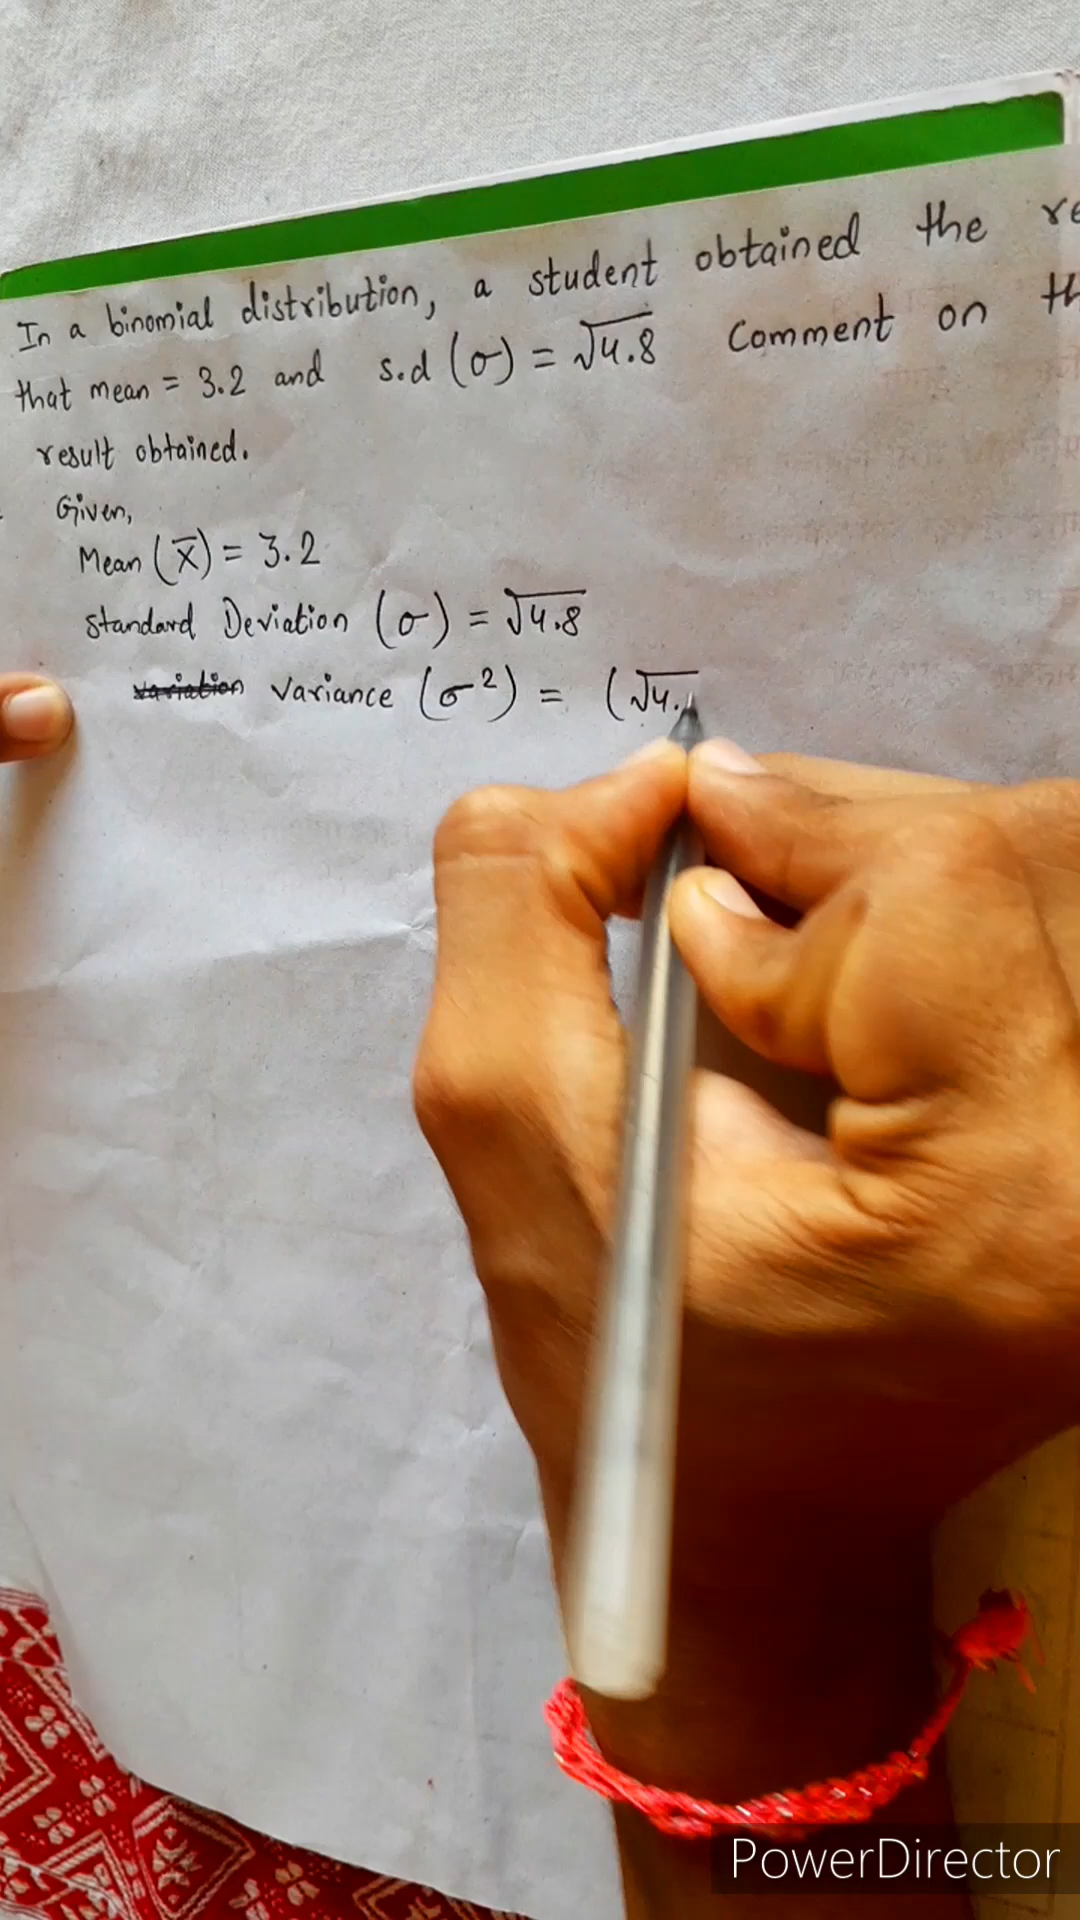 In a binomial distribution, a student obtained the
that mean = 3.2 and s.d (σ) = √4.8 Comment on
result obtained.
Given,
Mean (x̄) = 3.2
Standard Deviation (σ) = √4.8
variation Variance (σ²) = (√4.
PowerDirector